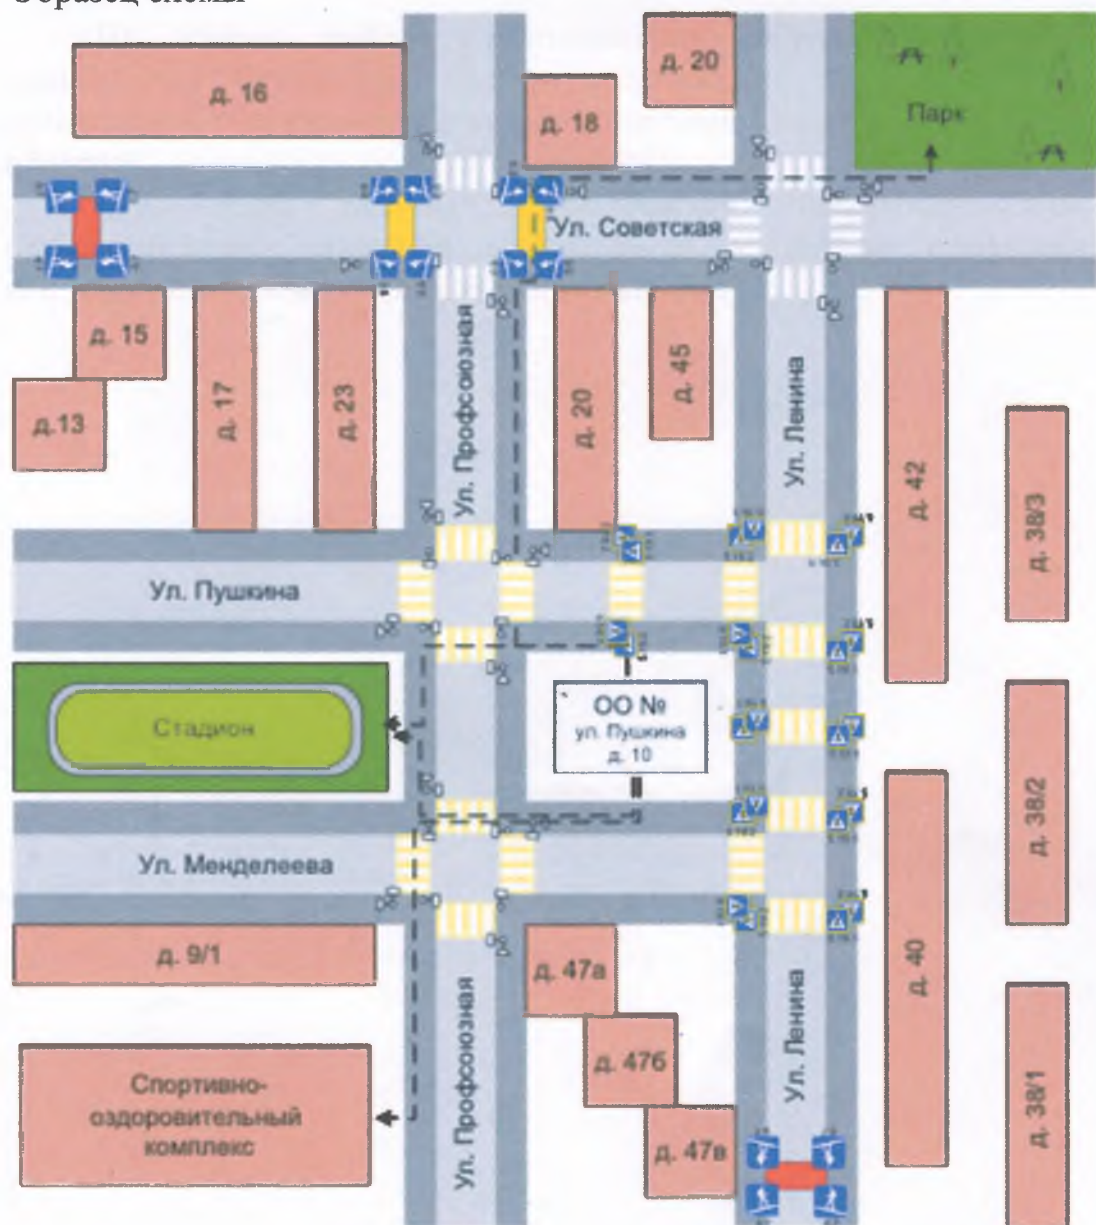 Образец схемы
д. 16
д. 18
д. 20
Парк
Ул. Советская
д. 15
д.13
д. 17
д. 23
Ул. Профсоюзная
д. 20
д. 45
Ул. Ленина
д. 42
д. 38/3
Ул. Пушкина
Стадион
ОО №
ул. Пушкина
д. 10
д. 38/2
Ул. Менделеева
д. 9/1
д. 47а
д. 47б
д. 47в
д. 40
Спортивно-
оздоровительный
комплекс
Ул. Профсоюзная
Ул. Ленина
д. 38/1